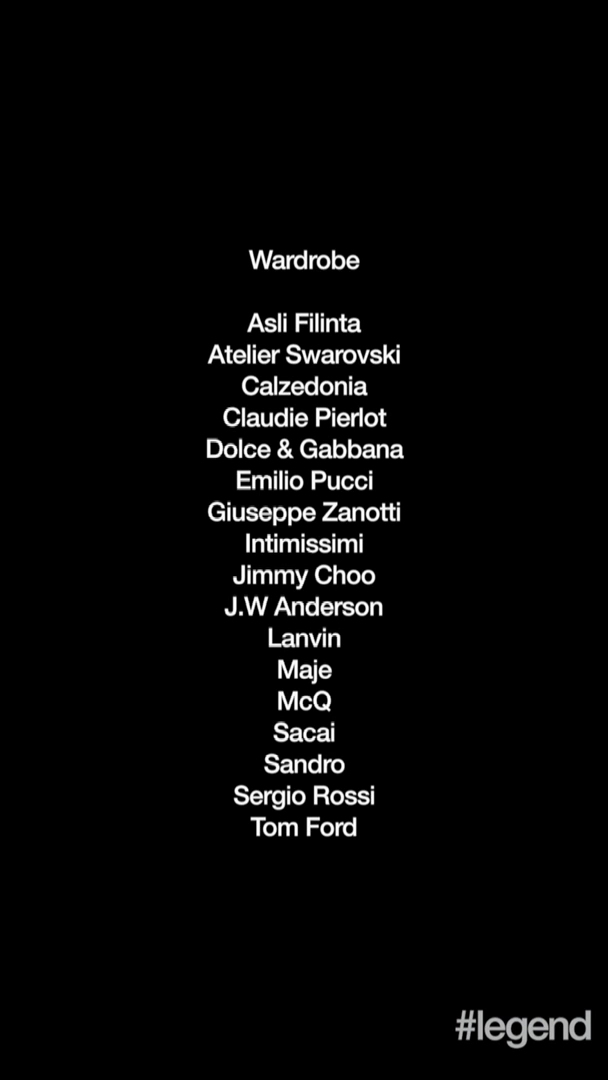 Wardrobe
Asli Filinta
Atelier Swarovski
Calzedonia
Claudie Pierlot
Dolce & Gabbana
Emilio Pucci
Giuseppe Zanotti
Intimissimi
Jimmy Choo
J.W Anderson
Lanvin
Maje
McQ
Sacai
Sandro
Sergio Rossi
Tom Ford
#legend